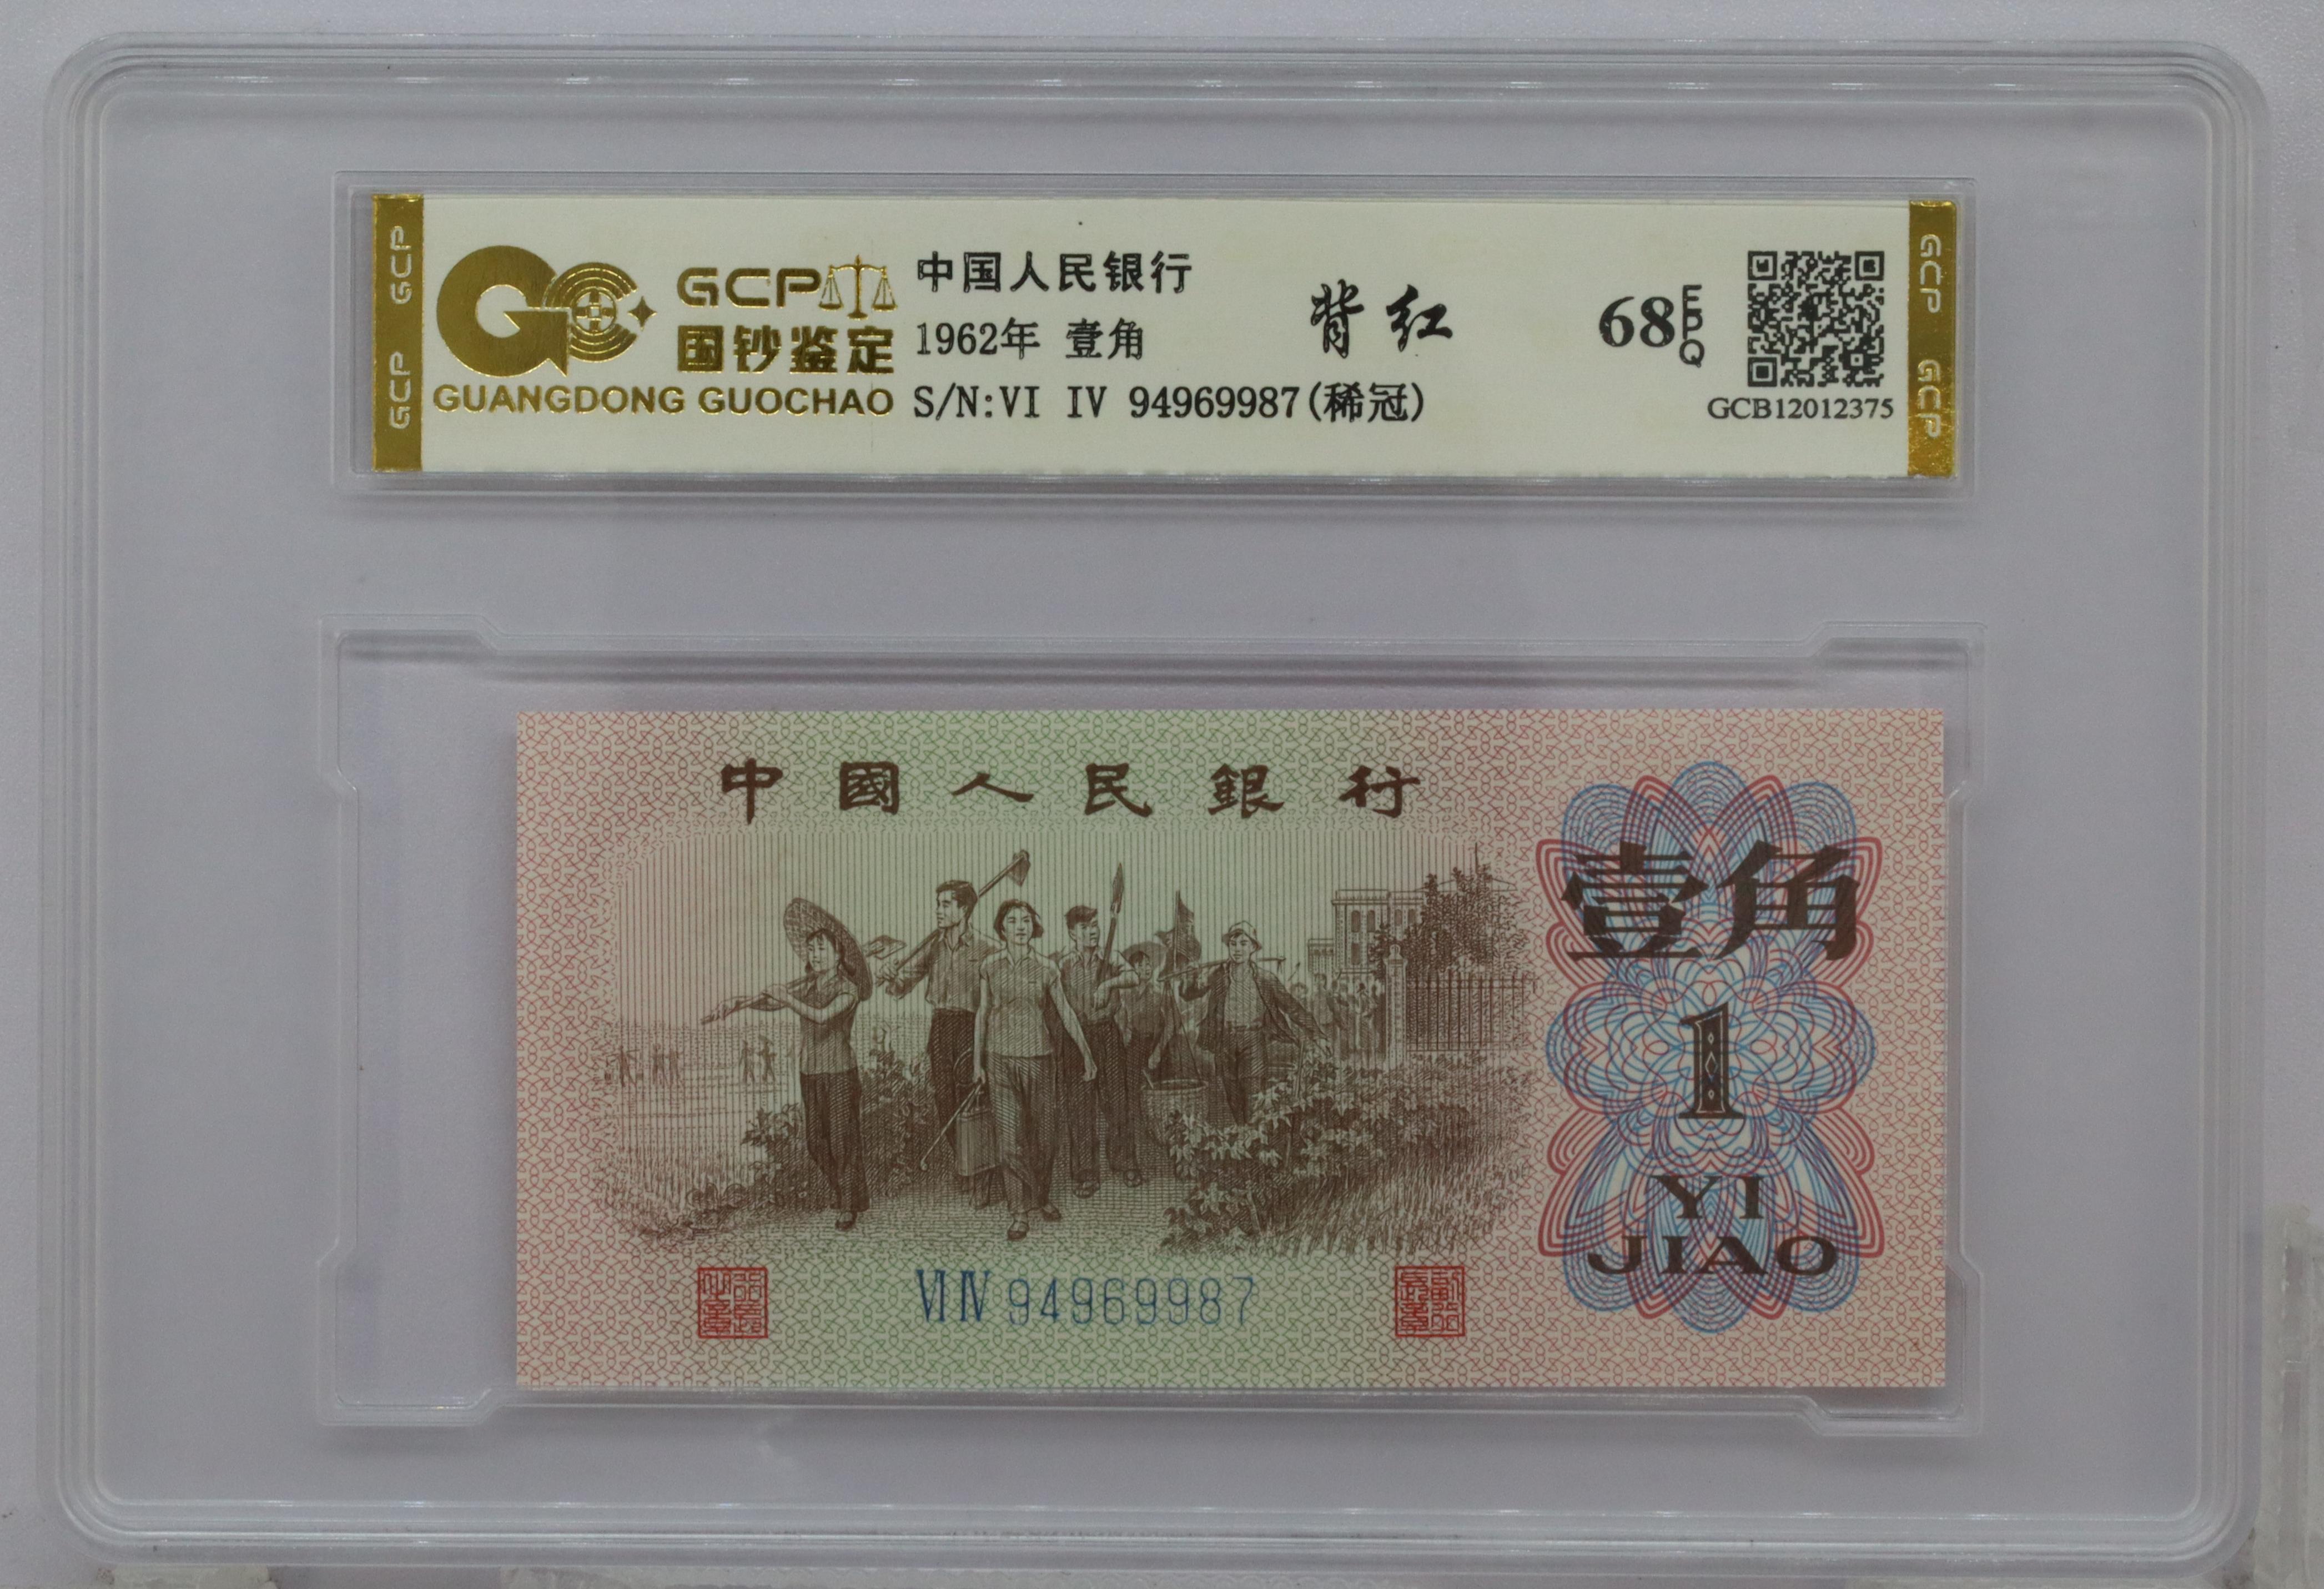 GCP GCP
GCP
国钞鉴定
GUANGDONG GUOCHAO
中国人民银行
1962年 壹角
S/N:VI IV 94969987(稀冠)
背红
68 EPQ
GCB12012375
GCP GCP
中國人民銀行
壹角
1
YI
JIAO
VI IV 94969987